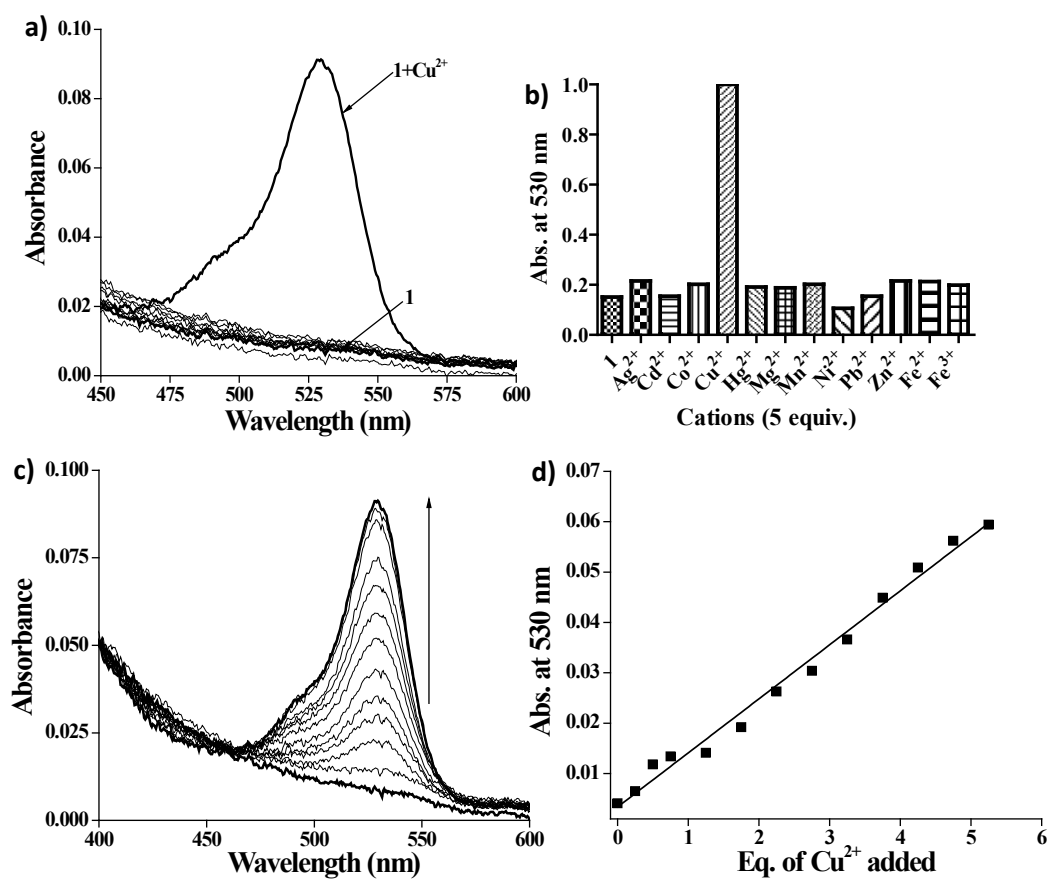 a)
0.10
0.08
0.06
0.04
0.02
0.00
Absorbance
1+Cu²⁺
1
450 475 500 525 550 575 600
Wavelength (nm)
b)
1.0
0.8
0.6
0.4
0.2
0.0
Abs. at 530 nm
1 Ag²⁺ Cd²⁺ Co²⁺ Cu²⁺ Hg²⁺ Mg²⁺ Mn²⁺ Ni²⁺ Pb²⁺ Zn²⁺ Fe²⁺ Fe³⁺
Cations (5 equiv.)
c)
0.100
0.075
0.050
0.025
0.000
Absorbance
400 450 500 550 600
Wavelength (nm)
d)
0.07
0.06
0.05
0.04
0.03
0.02
0.01
Abs. at 530 nm
0 1 2 3 4 5 6
Eq. of Cu²⁺ added